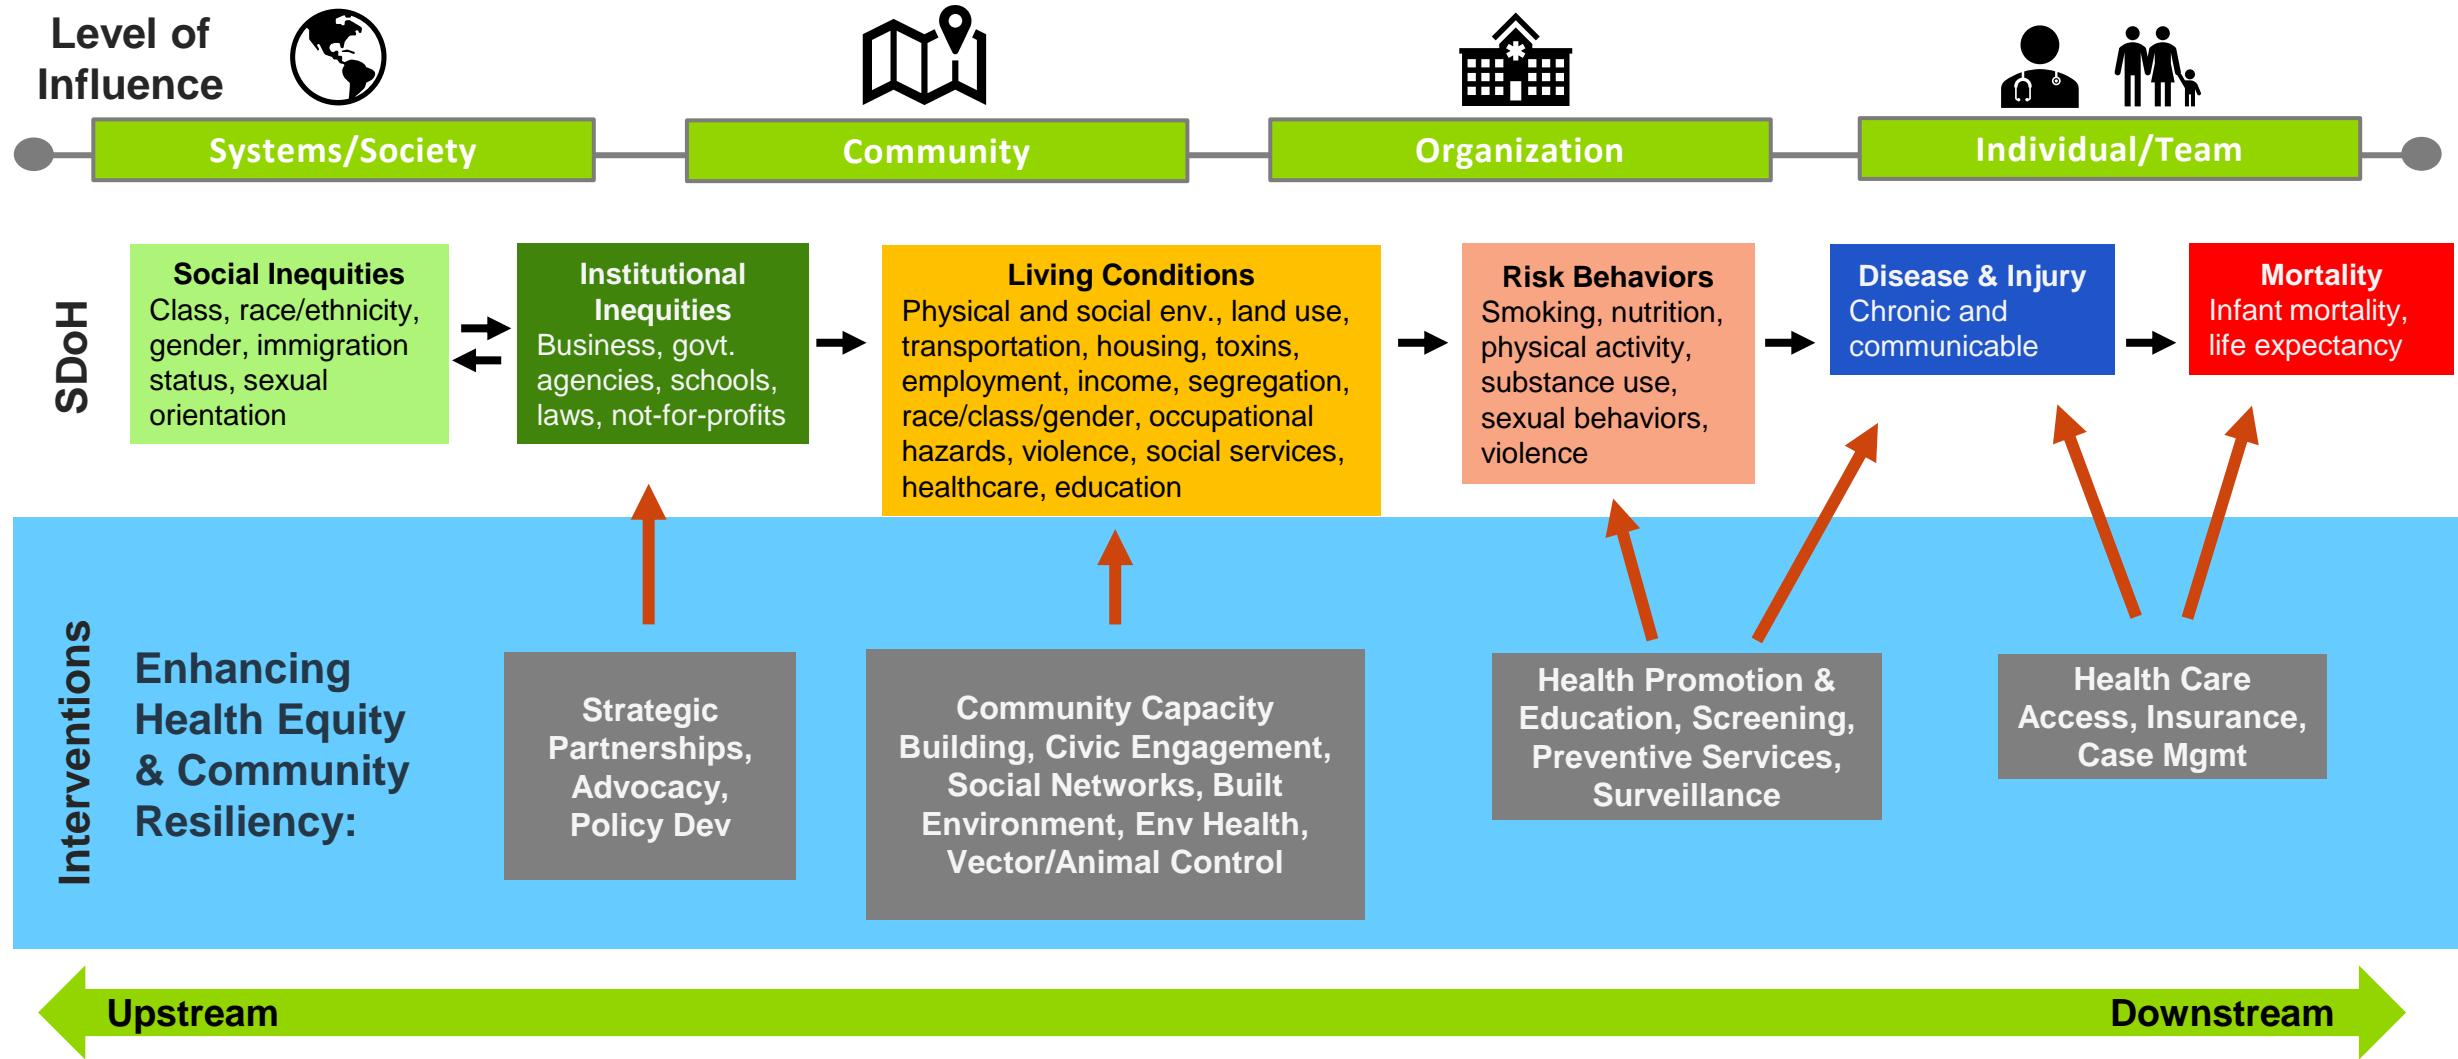 Level of
Influence
Systems/Society
Community
Organization
Individual/Team
SDoH
Social Inequities
Class, race/ethnicity,
gender, immigration
status, sexual
orientation
Institutional
Inequities
Business, govt.
agencies, schools,
laws, not-for-profits
Living Conditions
Physical and social env., land use,
transportation, housing, toxins,
employment, income, segregation,
race/class/gender, occupational
hazards, violence, social services,
healthcare, education
Risk Behaviors
Smoking, nutrition,
physical activity,
substance use,
sexual behaviors,
violence
Disease & Injury
Chronic and
communicable
Mortality
Infant mortality,
life expectancy
Interventions
Enhancing
Health Equity
& Community
Resiliency:
Strategic
Partnerships,
Advocacy,
Policy Dev
Community Capacity
Building, Civic Engagement,
Social Networks, Built
Environment, Env Health,
Vector/Animal Control
Health Promotion &
Education, Screening,
Preventive Services,
Surveillance
Health Care
Access, Insurance,
Case Mgmt
Upstream
Downstream